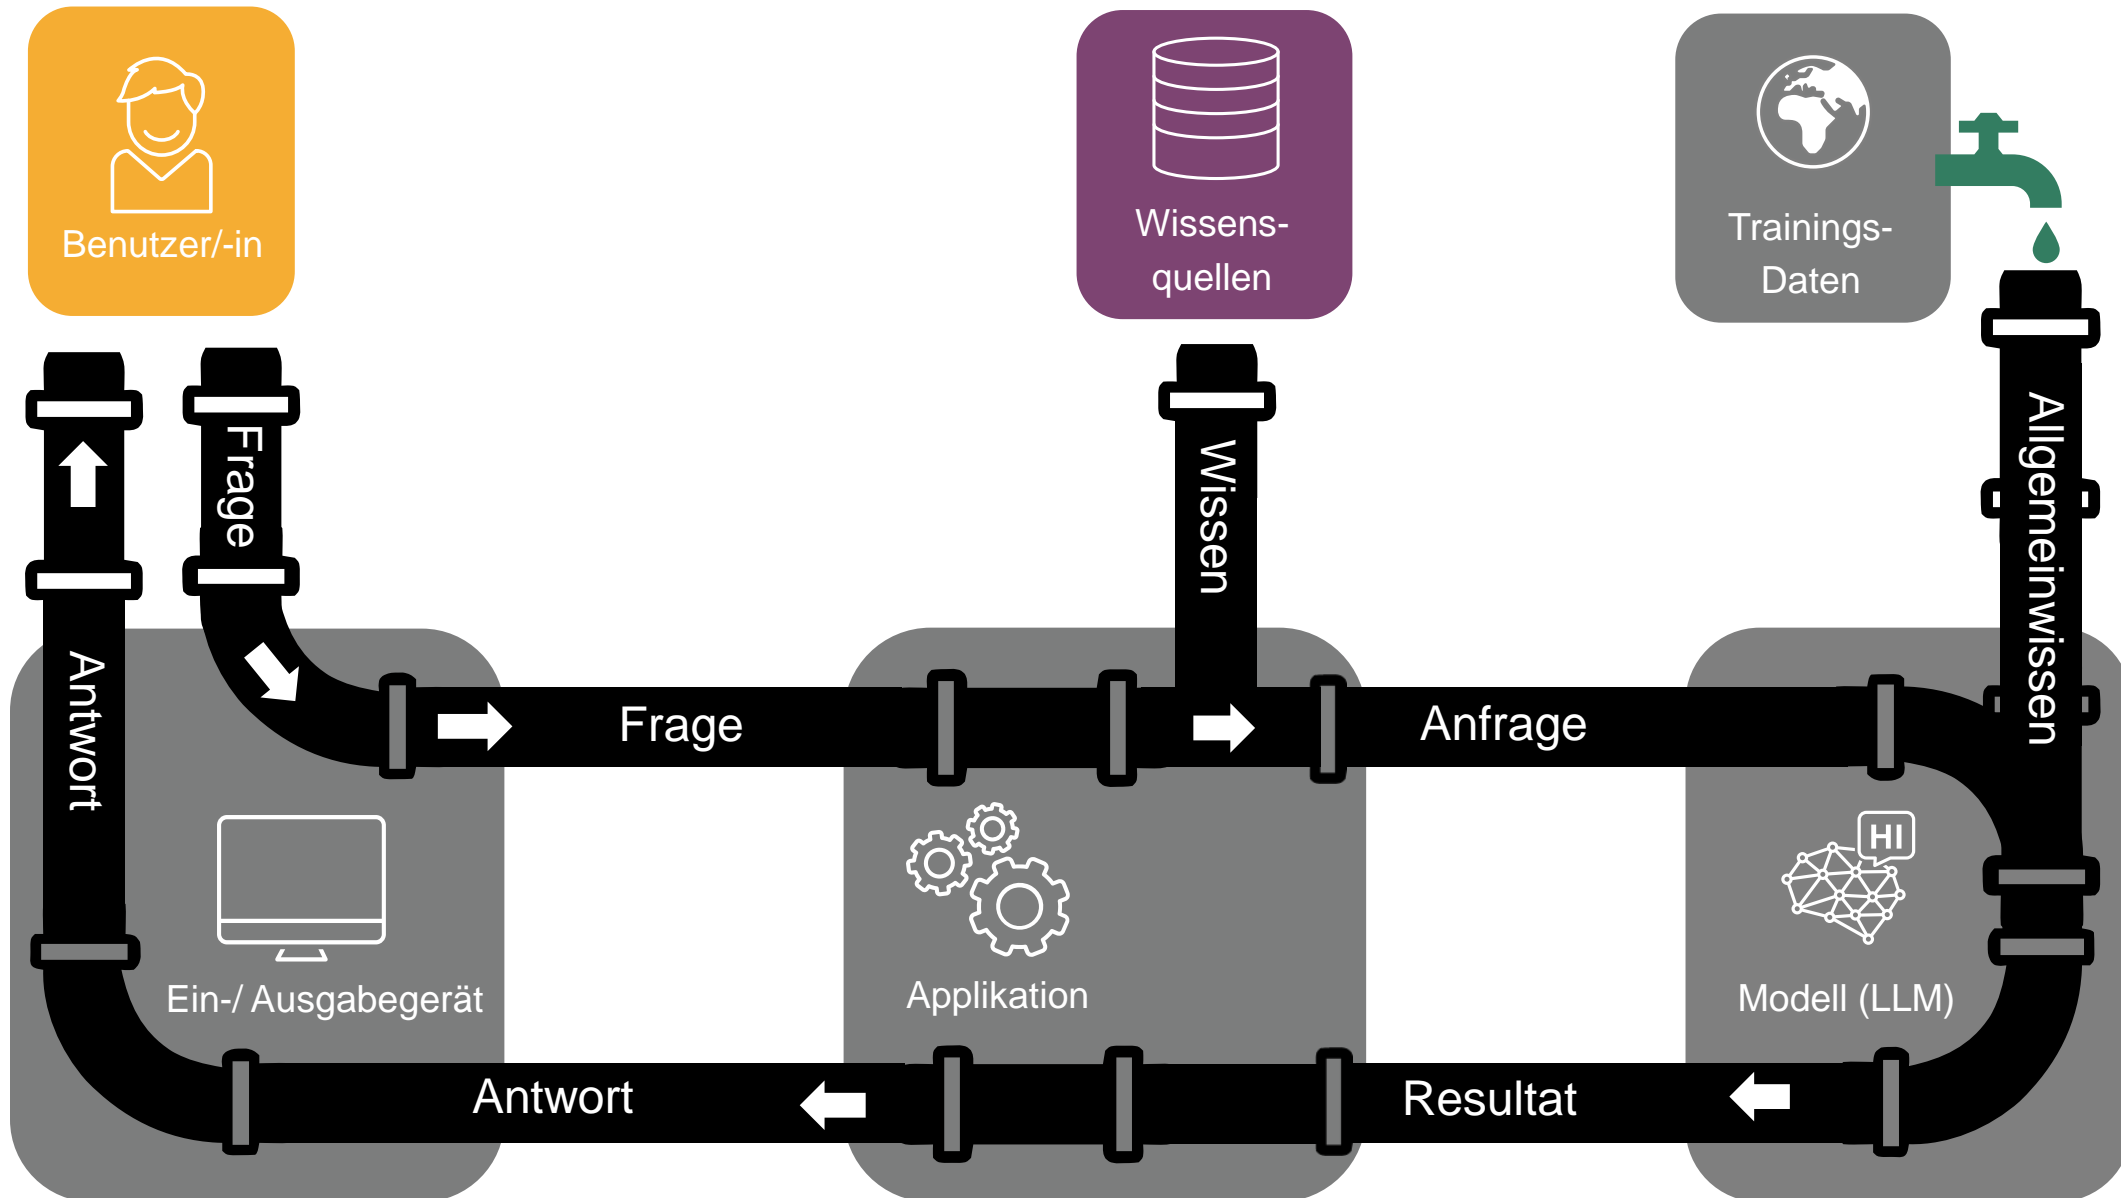 Benutzer/-in
Wissens-
quellen
Trainings-
Daten
Frage
Antwort
Wissen
Allgemeinwissen
Frage
Anfrage
HI
Ein-/ Ausgabegerät
Applikation
Modell (LLM)
Antwort
Resultat